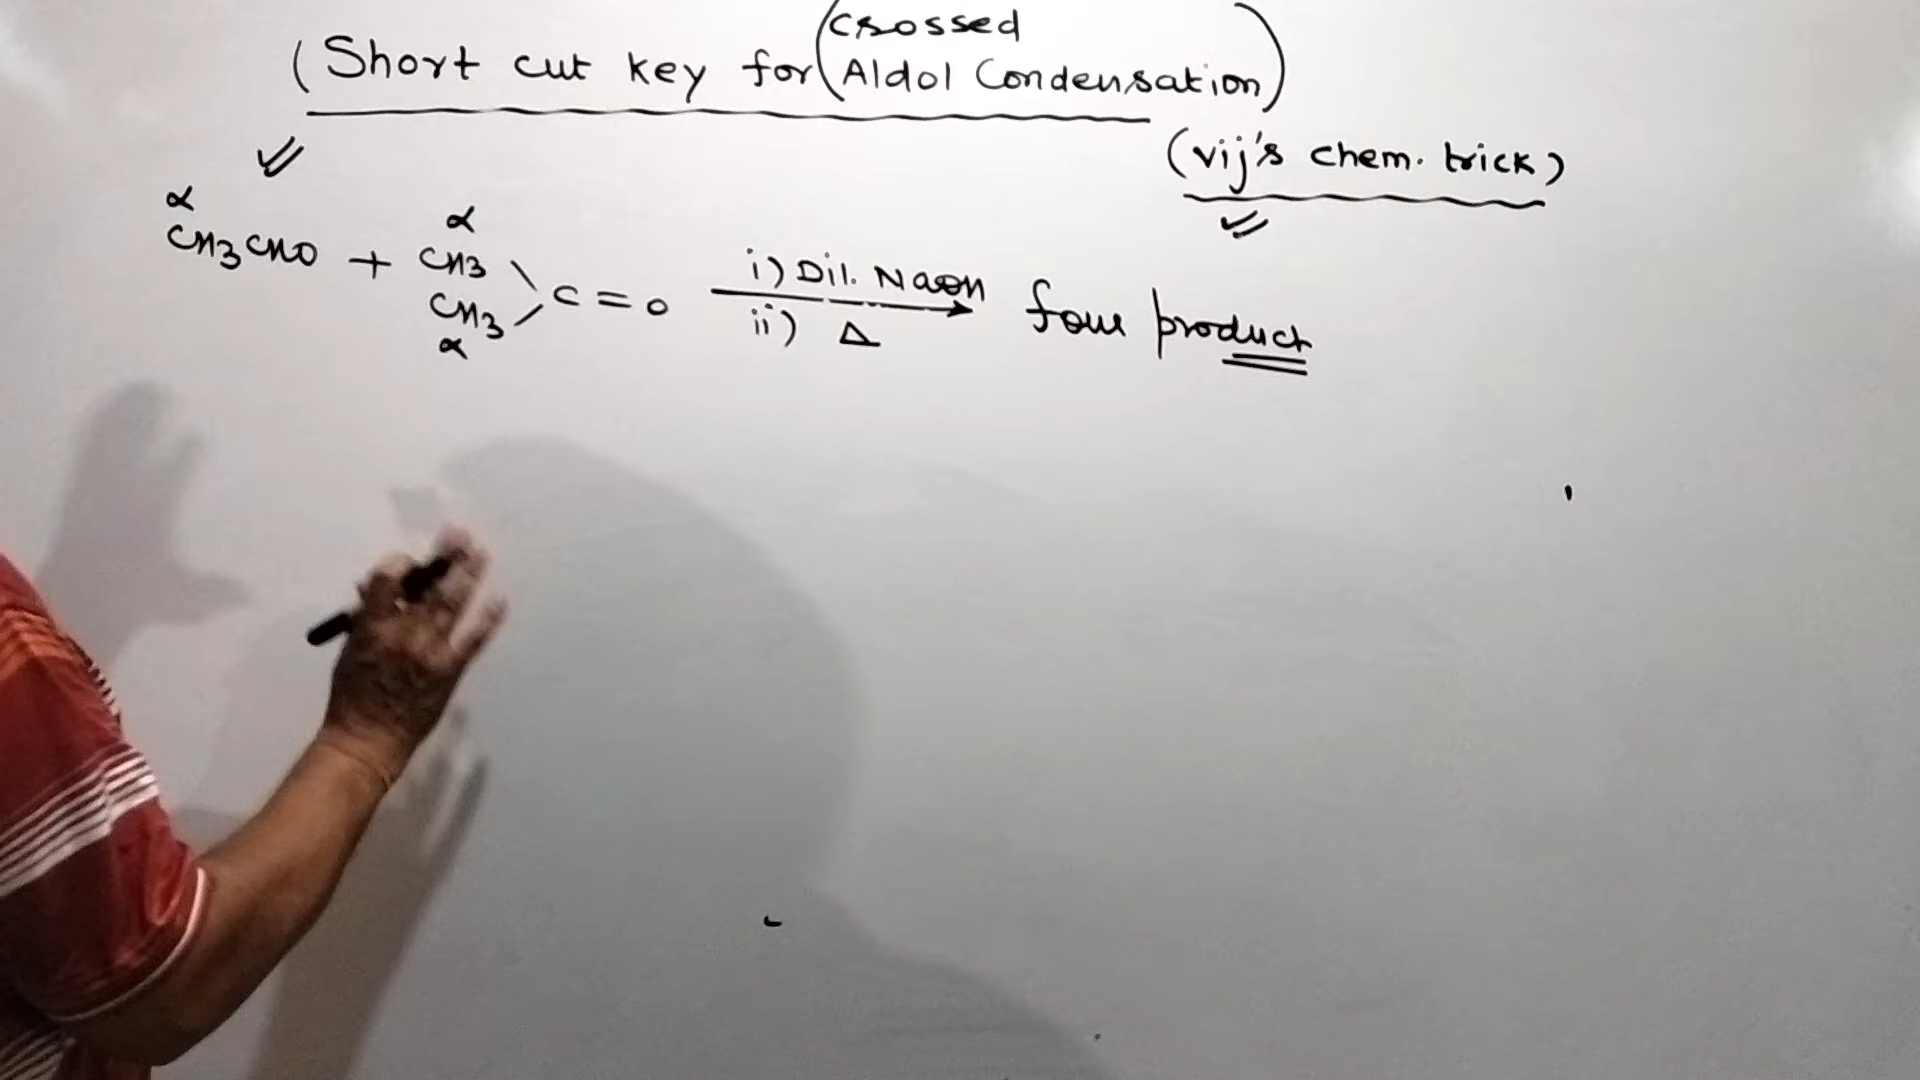 (Short cut key for (crossed
Aldol Condensation)
(vij's chem. trick)
α
α
CH3CHO + CH3
CH3
C = O
α
i) Dil. NaOH
ii) Δ
four product